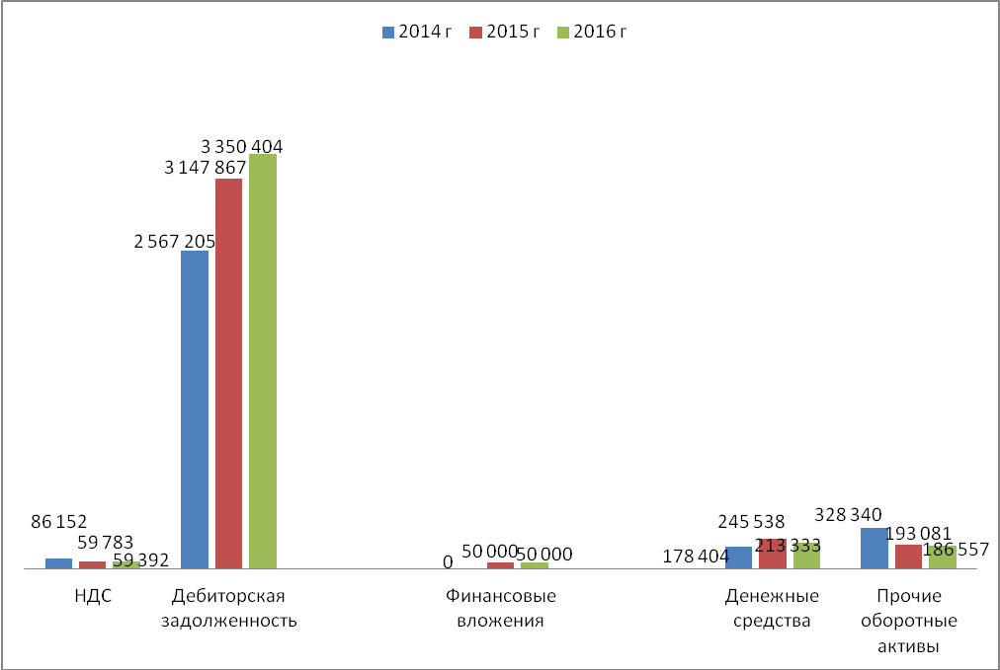 2014 г 2015 г 2016 г
3 350 404
3 147 867
2 567 205
86 152
59 783
59 392
0
50 000
50 000
178 404
245 538
213 333
328 340
193 081
186 557
НДС
Дебиторская
задолженность
Финансовые
вложения
Денежные
средства
Прочие
оборотные
активы